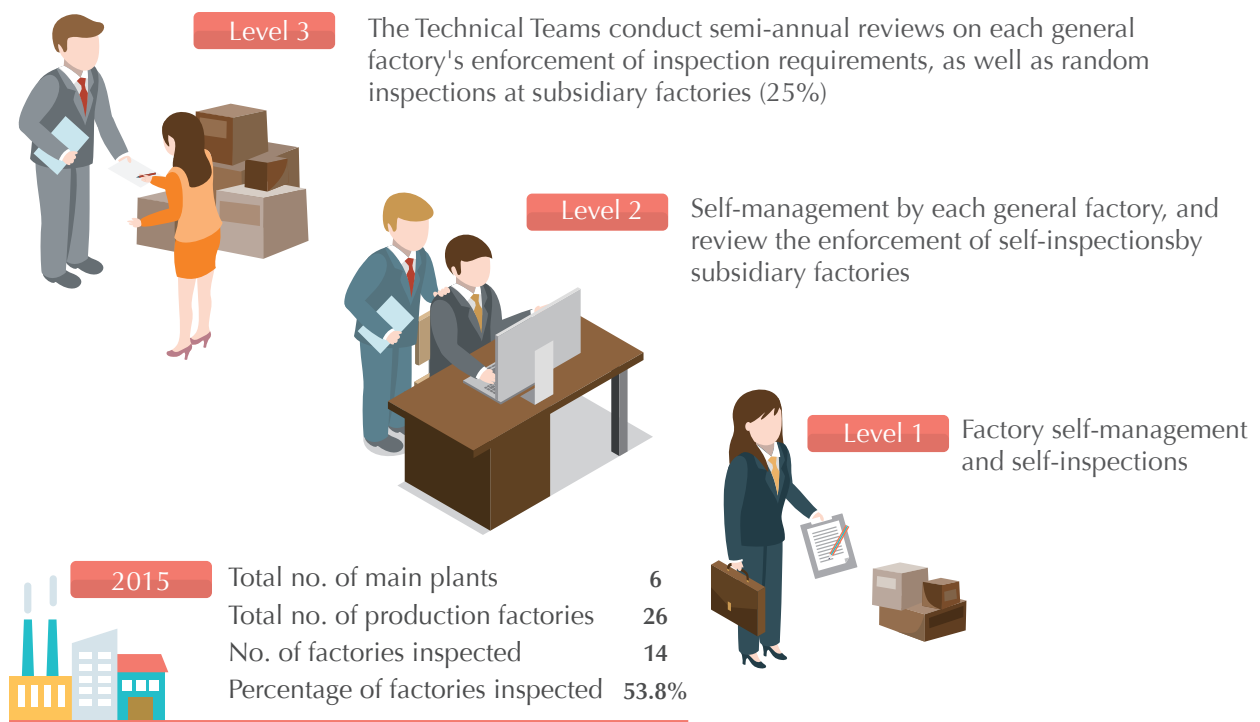 Level 3
The Technical Teams conduct semi-annual reviews on each general
factory's enforcement of inspection requirements, as well as random
inspections at subsidiary factories (25%)
Level 2
Self-management by each general factory, and
review the enforcement of self-inspectionsby
subsidiary factories
Level 1
Factory self-management
and self-inspections
2015
Total no. of main plants 6
Total no. of production factories 26
No. of factories inspected 14
Percentage of factories inspected 53.8%